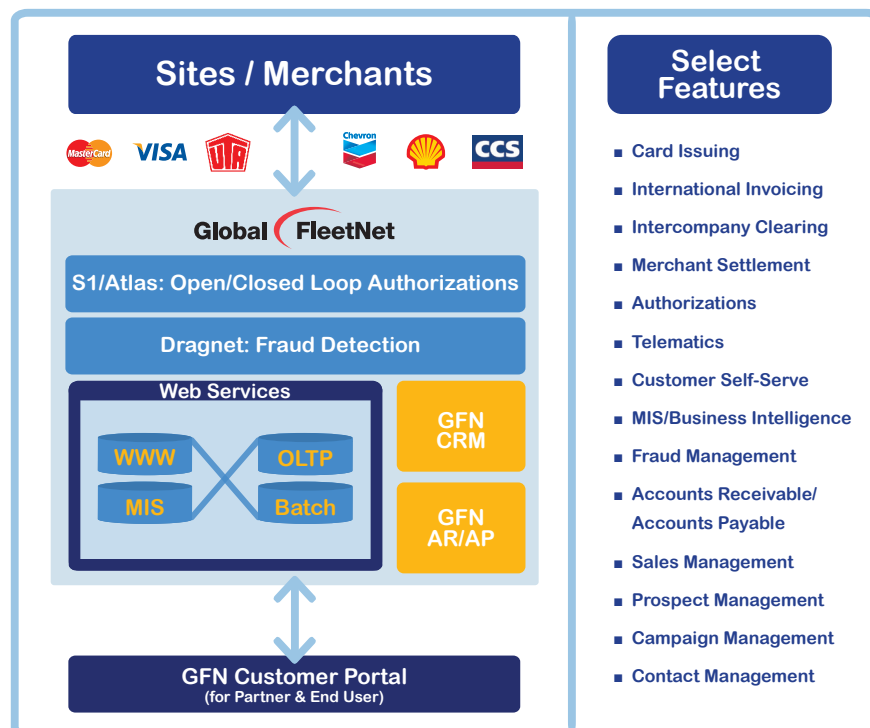 Sites / Merchants
MasterCard
VISA
UTA
Chevron
CCS
Global FleetNet
S1/Atlas: Open/Closed Loop Authorizations
Dragnet: Fraud Detection
Web Services
WWW
OLTP
MIS
Batch
GFN
CRM
GFN
AR/AP
GFN Customer Portal
(for Partner & End User)
Select
Features
■ Card Issuing
■ International Invoicing
■ Intercompany Clearing
■ Merchant Settlement
■ Authorizations
■ Telematics
■ Customer Self-Serve
■ MIS/Business Intelligence
■ Fraud Management
■ Accounts Receivable/
Accounts Payable
■ Sales Management
■ Prospect Management
■ Campaign Management
■ Contact Management